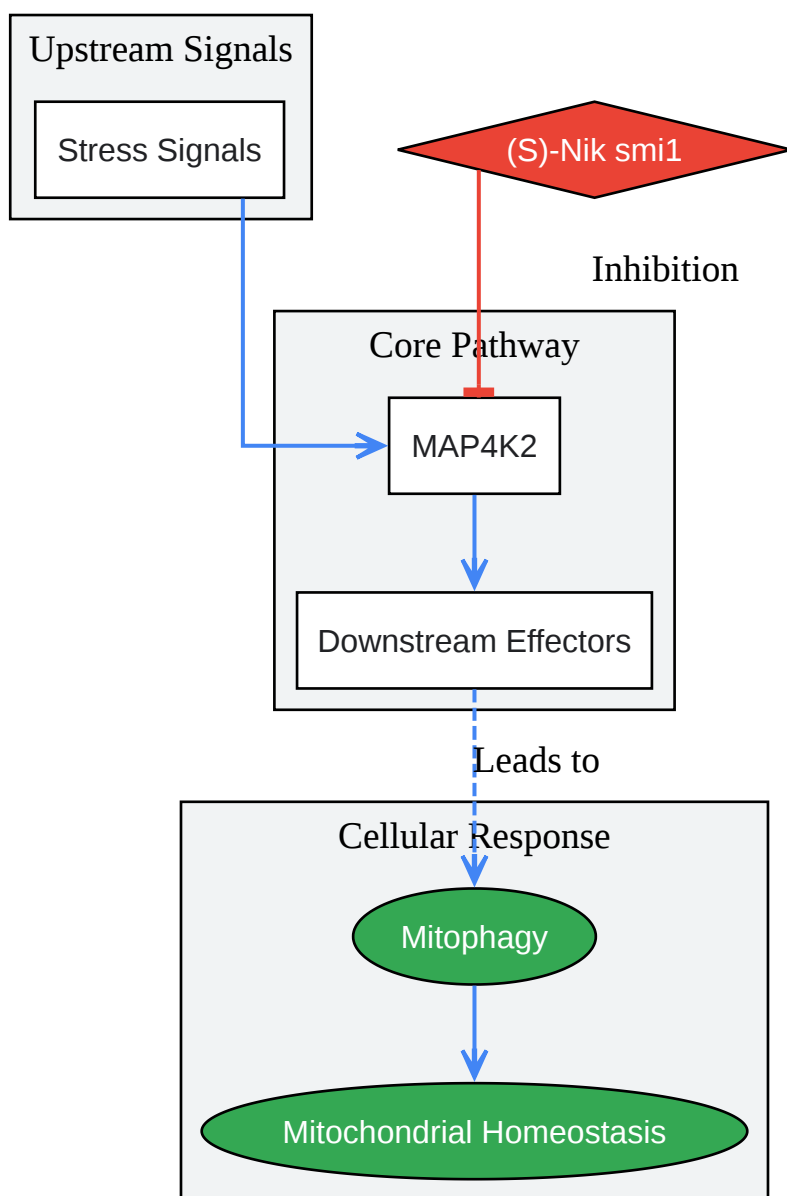 Upstream Signals
Stress Signals
(S)-Nik smi1
Inhibition
Core Pathway
MAP4K2
Downstream Effectors
Leads to
Cellular Response
Mitophagy
Mitochondrial Homeostasis